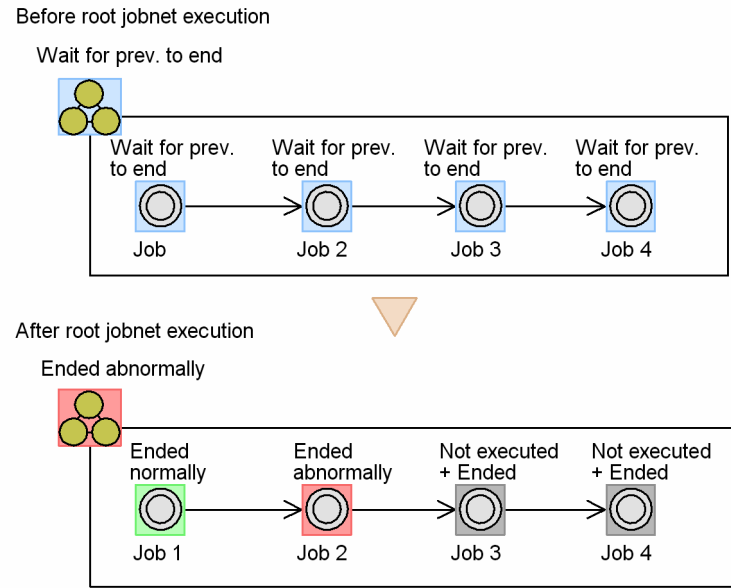 Before root jobnet execution
Wait for prev. to end
Wait for prev. to end
Wait for prev. to end
Wait for prev. to end
Wait for prev. to end
Job
Job 2
Job 3
Job 4
After root jobnet execution
Ended abnormally
Ended normally
Ended abnormally
Not executed + Ended
Not executed + Ended
Job 1
Job 2
Job 3
Job 4